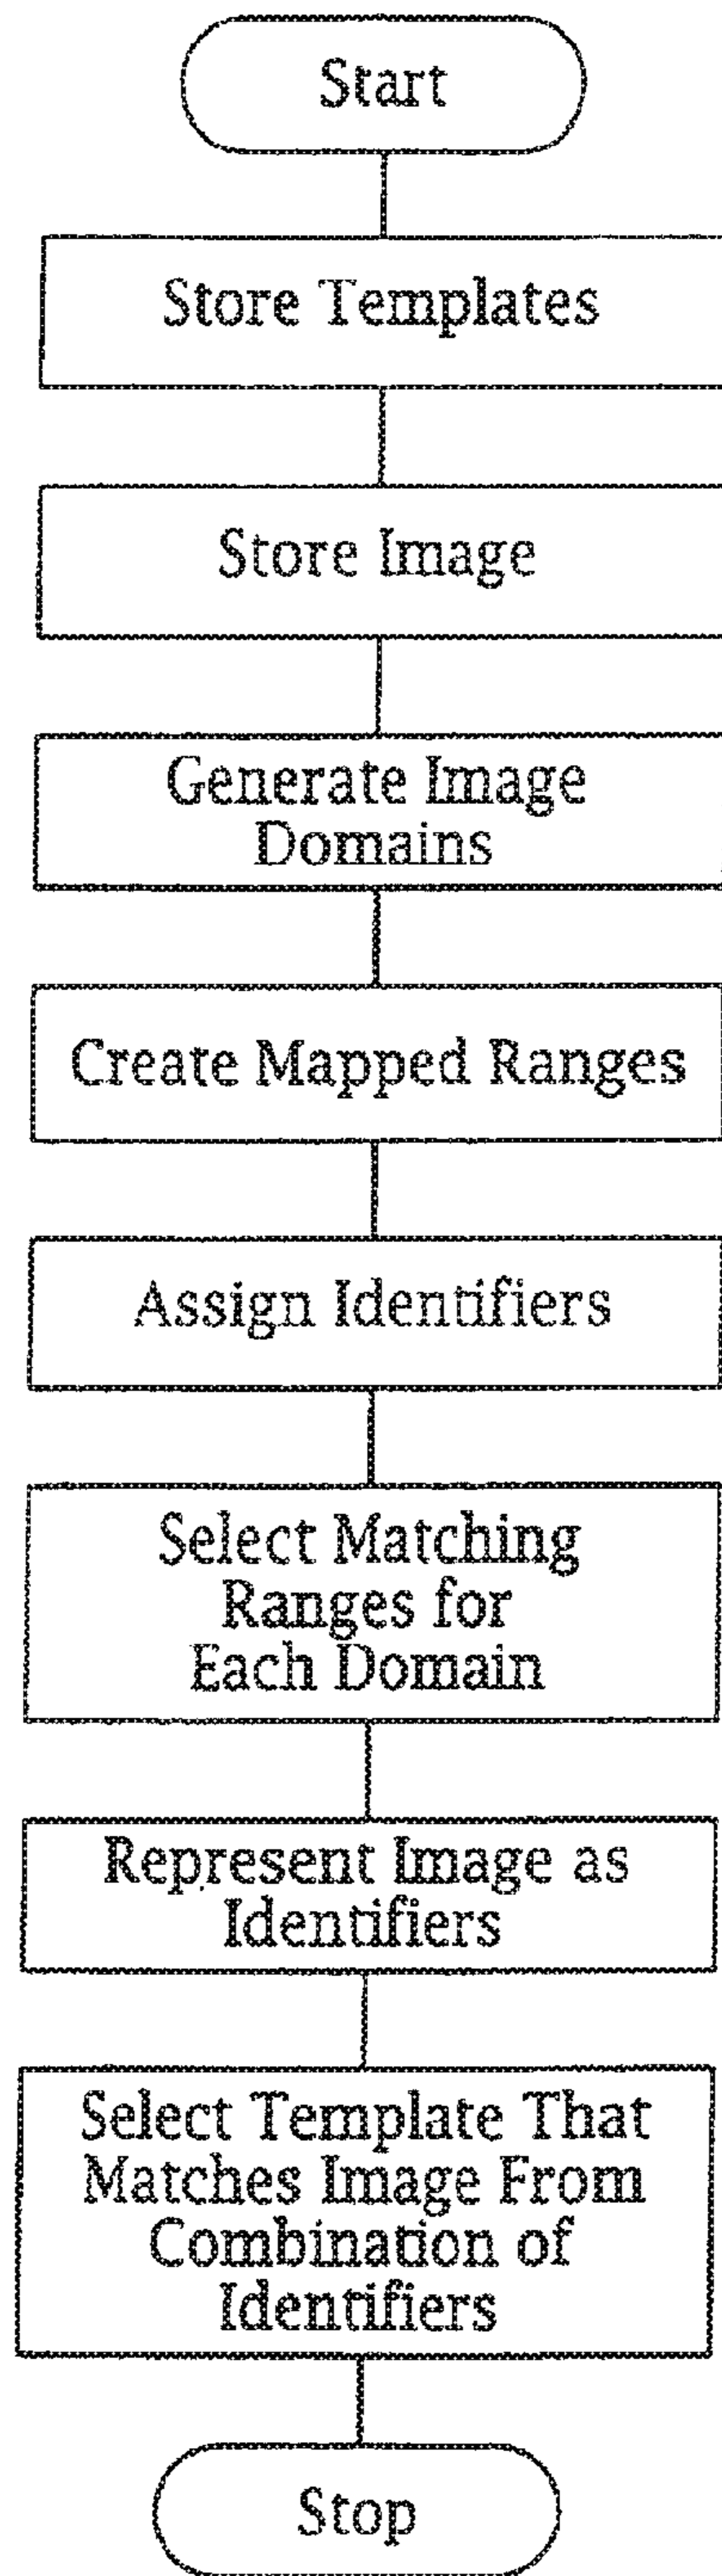 Start
Store Templates
Store Image
Generate Image
Domains
Create Mapped Ranges
Assign Identifiers
Select Matching
Ranges for
Each Domain
Represent Image as
Identifiers
Select Template That
Matches Image From
Combination of
Identifiers
Stop